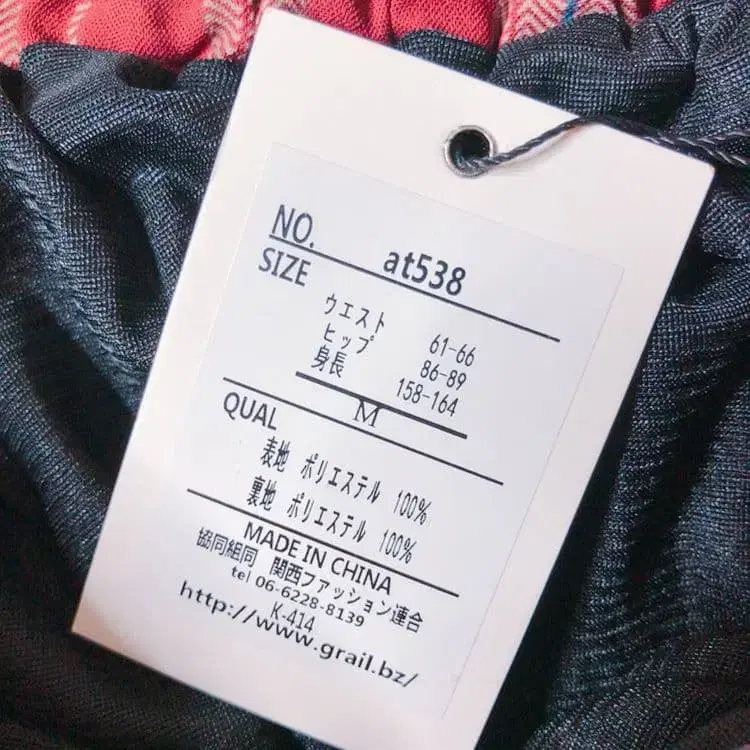 NO. at538
SIZE
ウエスト 61-66
ヒップ 86-89
身長 158-164
M
QUAL
表地 ポリエステル 100%
裏地 ポリエステル 100%
MADE IN CHINA
協同組同 関西ファッション連合
tel 06-6228-8139
K-414
http://www.grail.bz/